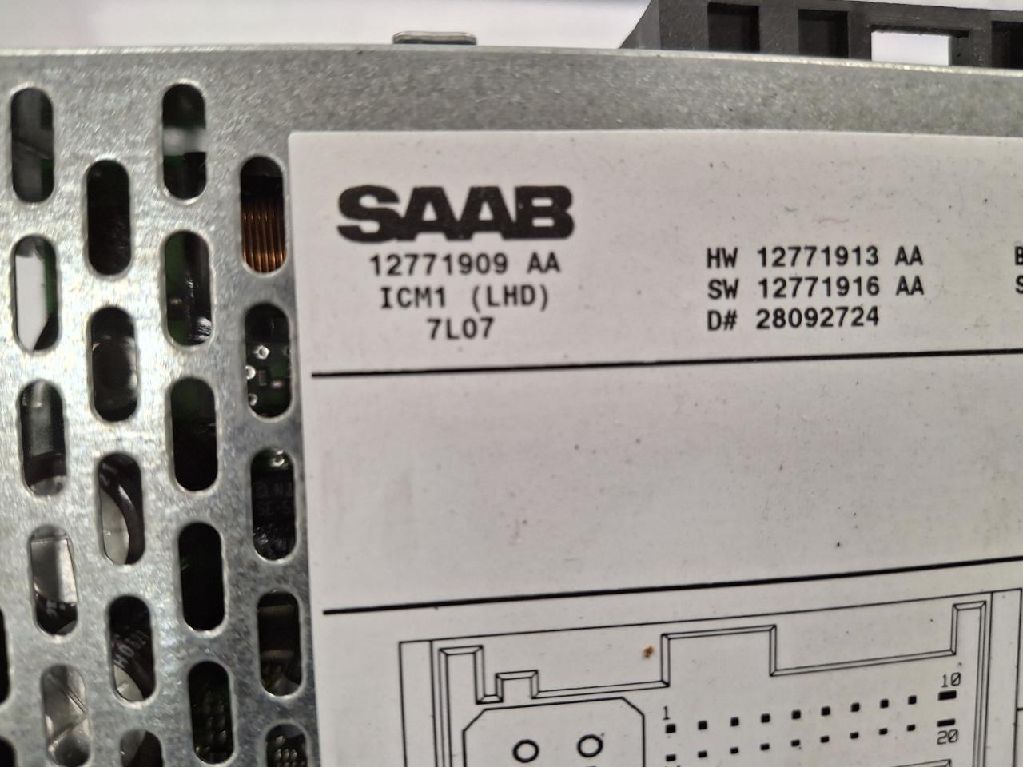 SAAB
12771909 AA
ICM1 (LHD)
7L07
HW 12771913 AA
SW 12771916 AA
D# 28092724
1
10
20